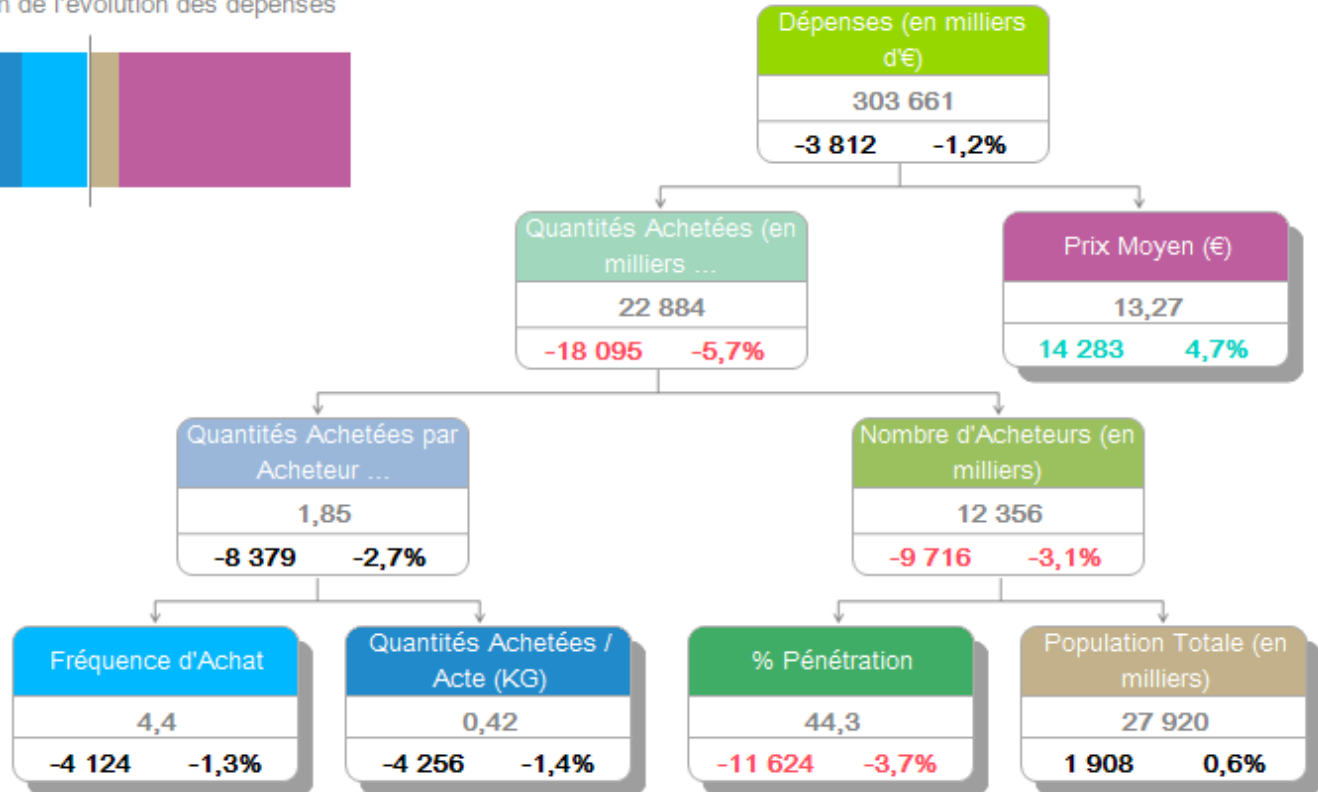 de l'évolution des dépenses
Dépenses (en milliers
d'€)
303 661
-3 812 -1,2%
Quantités Achetées (en
milliers ...
22 884
-18 095 -5,7%
Prix Moyen (€)
13,27
14 283 4,7%
Quantités Achetées par
Acheteur ...
1,85
-8 379 -2,7%
Nombre d'Acheteurs (en
milliers)
12 356
-9 716 -3,1%
Fréquence d'Achat
4,4
-4 124 -1,3%
Quantités Achetées /
Acte (KG)
0,42
-4 256 -1,4%
% Pénétration
44,3
-11 624 -3,7%
Population Totale (en
milliers)
27 920
1 908 0,6%